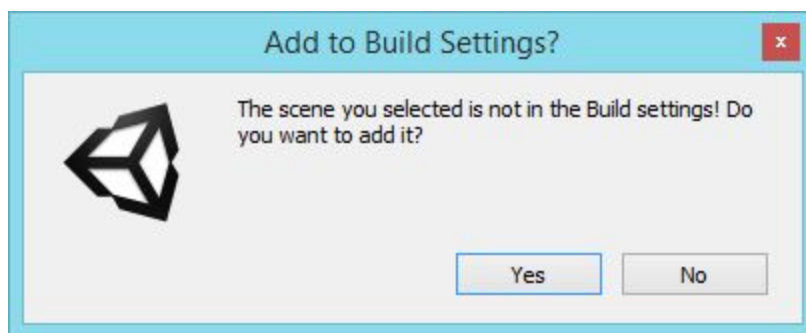 Add to Build Settings?
x
The scene you selected is not in the Build settings! Do
you want to add it?
Yes
No